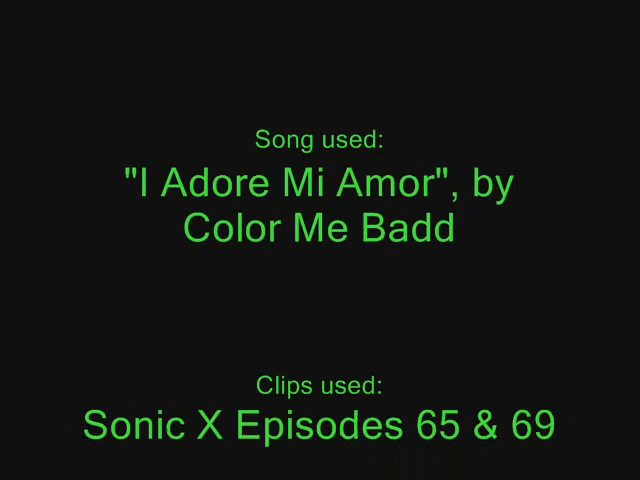 Song used:
"I Adore Mi Amor", by
Color Me Badd
Clips used:
Sonic X Episodes 65 & 69